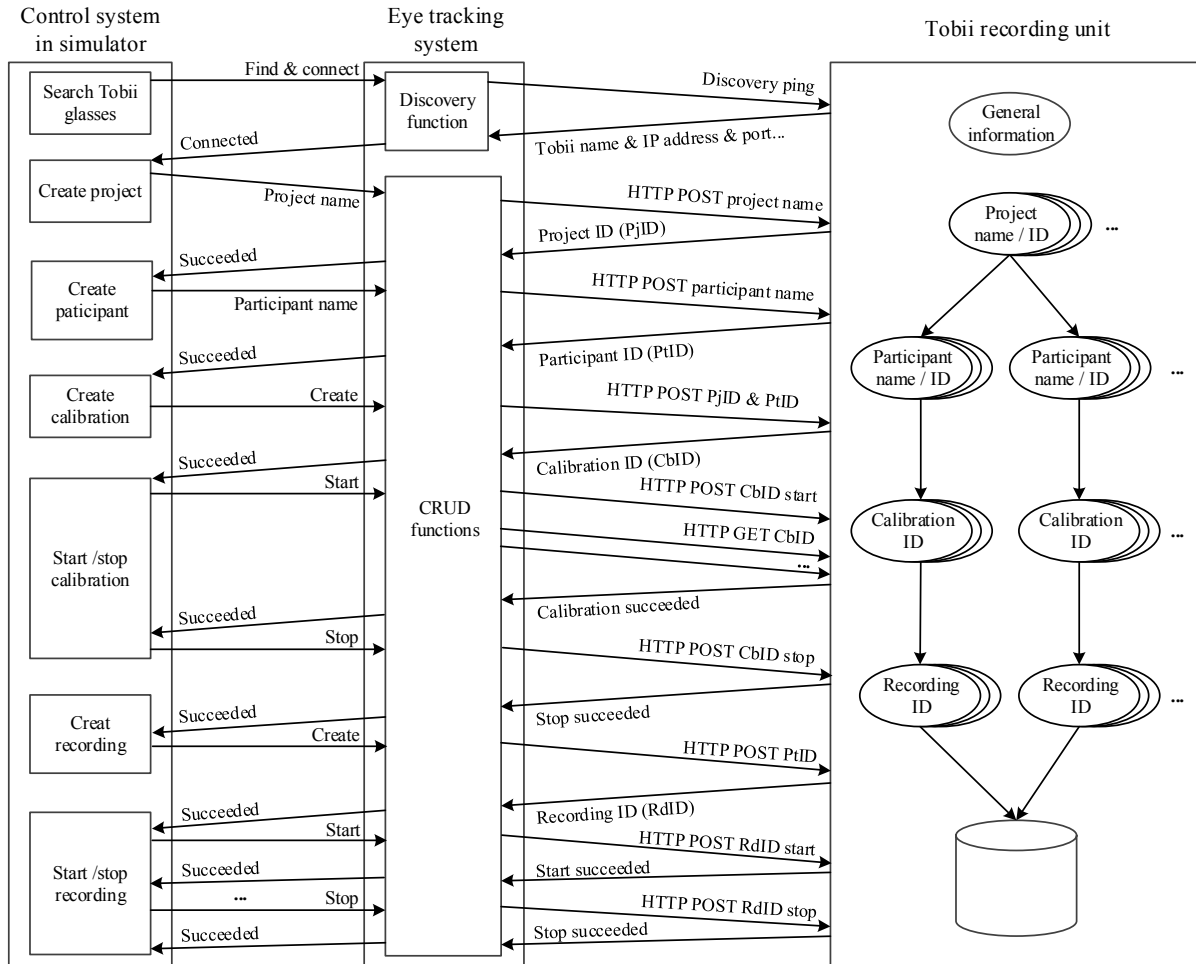 Control system
in simulator
Eye tracking
system
Tobii recording unit
Search Tobii
glasses
Find & connect
Discovery
function
Discovery ping
Tobii name & IP address & port...
General
information
Connected
Create project
Project name
HTTP POST project name
Project ID (PjID)
Project
name / ID
...
Succeeded
Create
paticipant
Participant name
HTTP POST participant name
Participant ID (PtID)
Participant
name / ID
Participant
name / ID
...
Succeeded
Create
calibration
Create
HTTP POST PjID & PtID
Calibration ID (CbID)
Succeeded
Start
CRUD
functions
HTTP POST CbID start
HTTP GET CbID
...
Calibration
ID
Calibration
ID
...
Start /stop
calibration
Calibration succeeded
Succeeded
Stop
HTTP POST CbID stop
Stop succeeded
Recording
ID
Recording
ID
...
Creat
recording
Succeeded
Create
HTTP POST PtID
Recording ID (RdID)
Succeeded
Start
HTTP POST RdID start
Start succeeded
Start /stop
recording
Succeeded
...
Stop
HTTP POST RdID stop
Stop succeeded
Succeeded